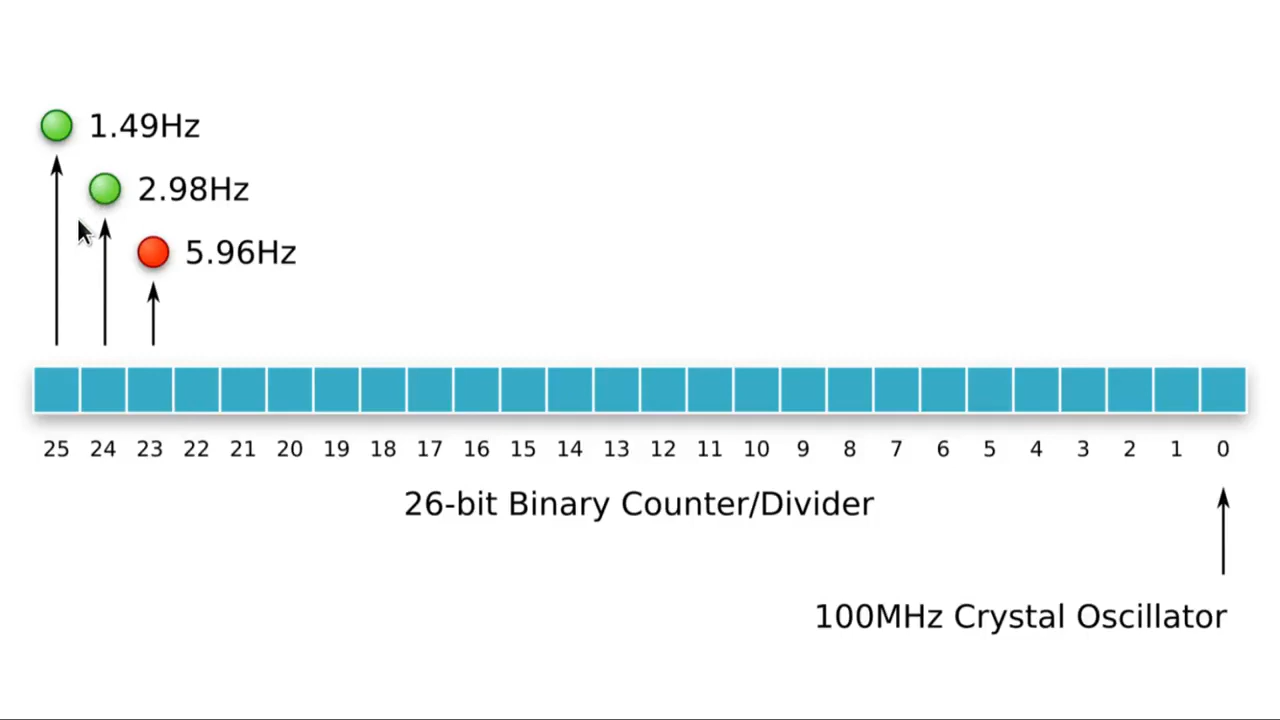 1.49Hz
2.98Hz
5.96Hz
25 24 23 22 21 20 19 18 17 16 15 14 13 12 11 10 9 8 7 6 5 4 3 2 1 0
26-bit Binary Counter/Divider
100MHz Crystal Oscillator